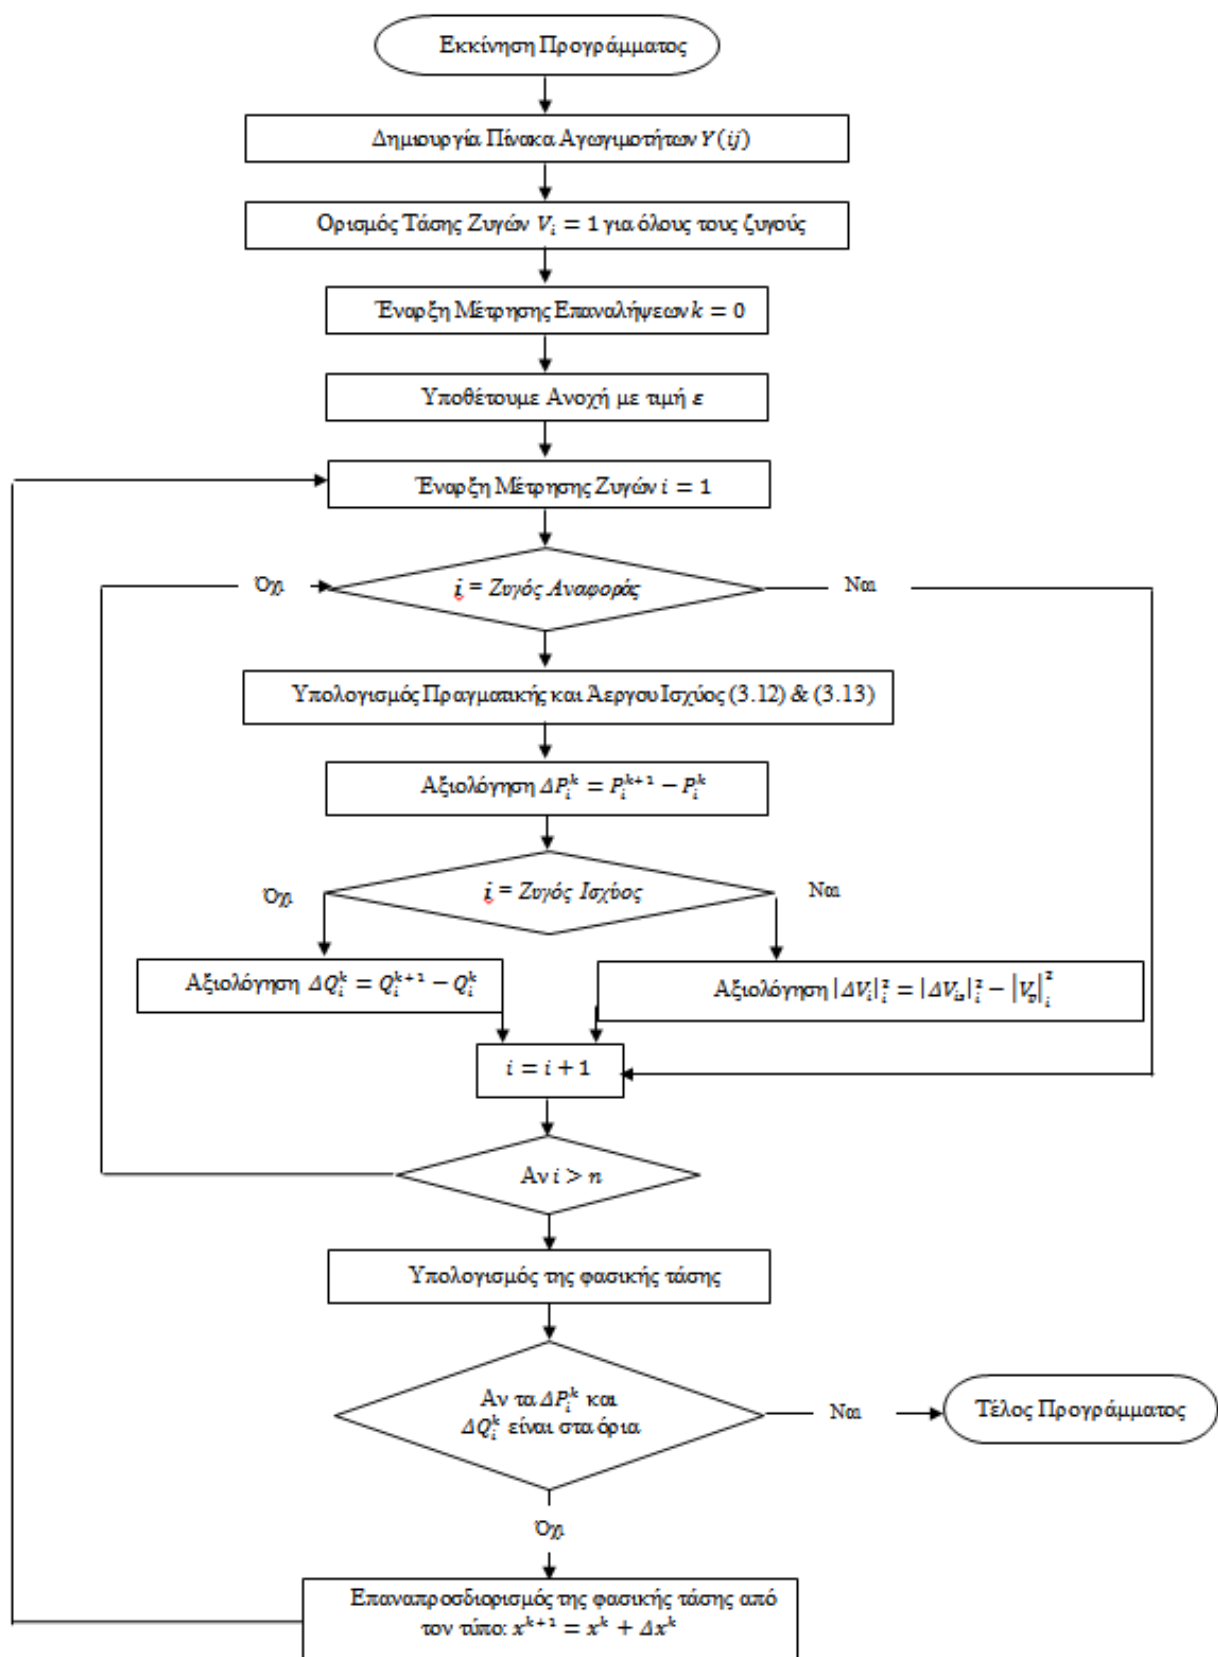 Εκκίνηση Προγράμματος
Δημιουργία Πίνακα Αγωγιμοτήτων Y(ij)
Ορισμός Τάσης Ζυγών V_i = 1 για όλους τους ζυγούς
Έναρξη Μέτρησης Επαναλήψεων k = 0
Υποθέτουμε Ανοχή με τιμή ε
Έναρξη Μέτρησης Ζυγών i = 1
Όχι
i = Ζυγός Αναφοράς
Ναι
Υπολογισμός Πραγματικής και Άεργου Ισχύος (3.12) & (3.13)
Αξιολόγηση ΔP_i^k = P_i^{k+1} − P_i^k
Όχι
i = Ζυγός Ισχύος
Ναι
Αξιολόγηση ΔQ_i^k = Q_i^{k+1} − Q_i^k
Αξιολόγηση |ΔV_i|_i^2 = |ΔV_{is}|_i^2 − |V_υ|_i^2
i = i + 1
Αν i > n
Υπολογισμός της φασικής τάσης
Αν τα ΔP_i^k και
ΔQ_i^k είναι στα όρια
Ναι
Τέλος Προγράμματος
Όχι
Επαναπροσδιορισμός της φασικής τάσης από
τον τύπο: x^{k+1} = x^k + Δx^k